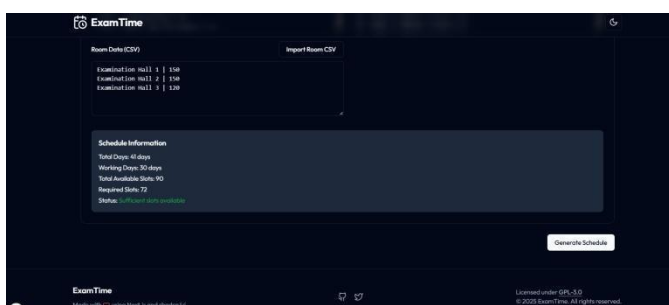 ExamTime
Room Data (CSV)
Import Room CSV
Examination Hall 1 | 150
Examination Hall 2 | 150
Examination Hall 3 | 120
Schedule Information
Total Days: 41 days
Working Days: 30 days
Total Available Slots: 90
Required Slots: 72
Status: Sufficient slots available
Generate Schedule
ExamTime
Licensed under GPL-3.0
© 2025 ExamTime. All rights reserved.